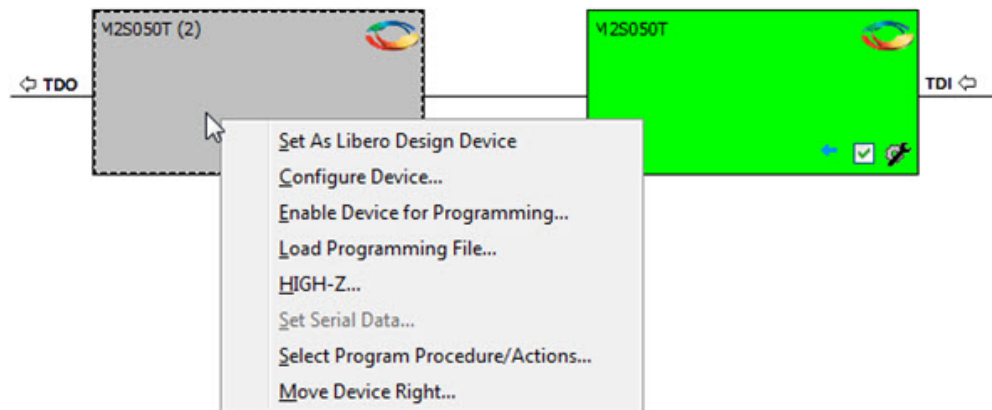 M2S050T (2)
M2S050T
TDO
TDI
Set As Libero Design Device
Configure Device...
Enable Device for Programming...
Load Programming File...
HIGH-Z...
Set Serial Data...
Select Program Procedure/Actions...
Move Device Right...